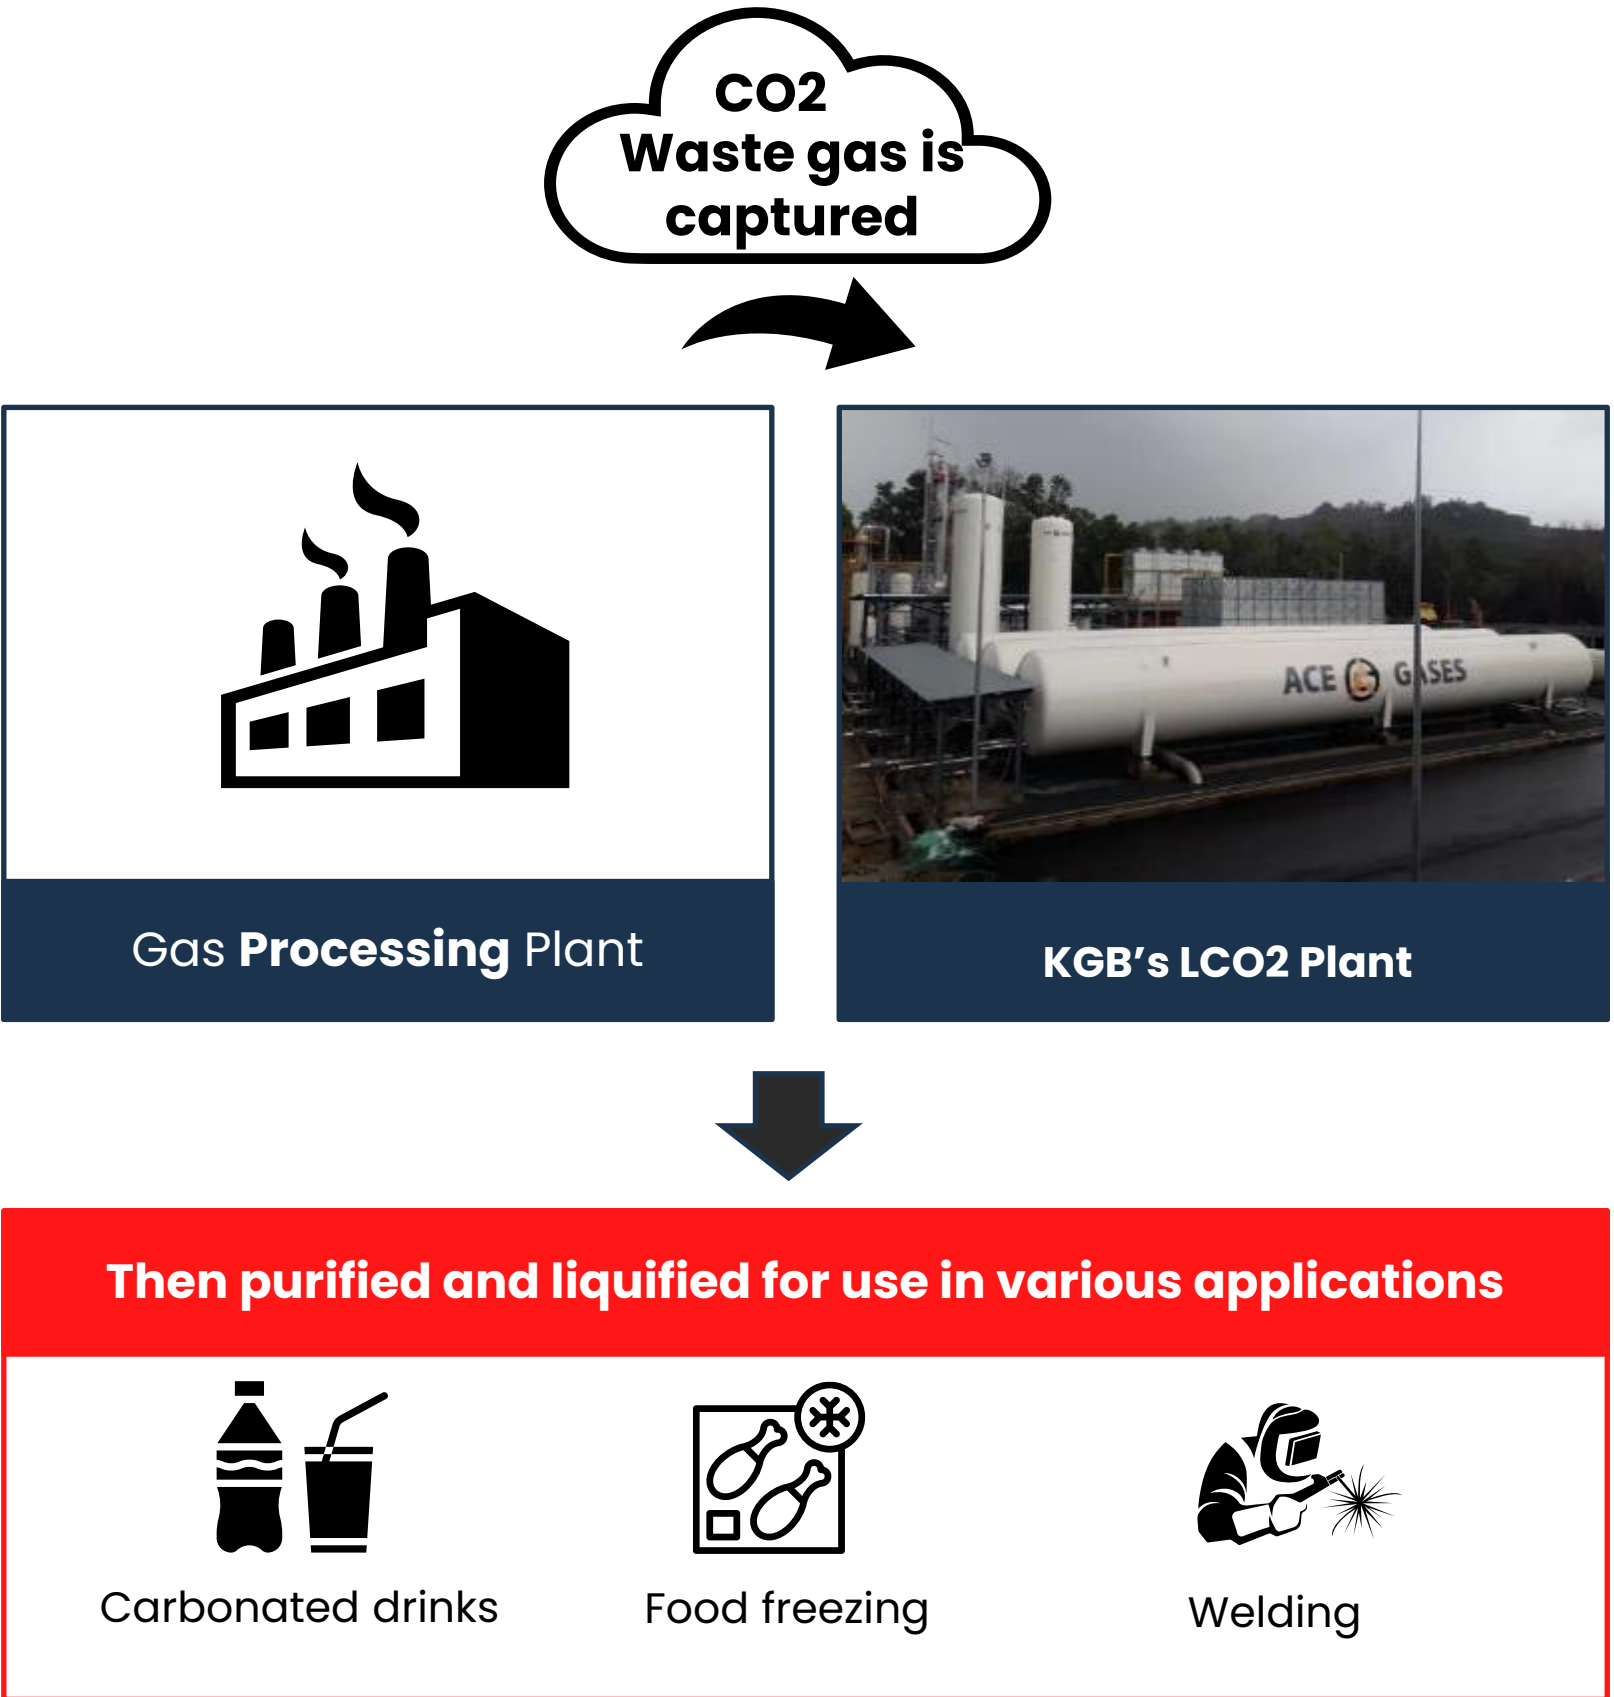 CO2
Waste gas is
captured
ACE GASES
Gas Processing Plant
KGB’s LCO2 Plant
Then purified and liquified for use in various applications
Carbonated drinks
Food freezing
Welding